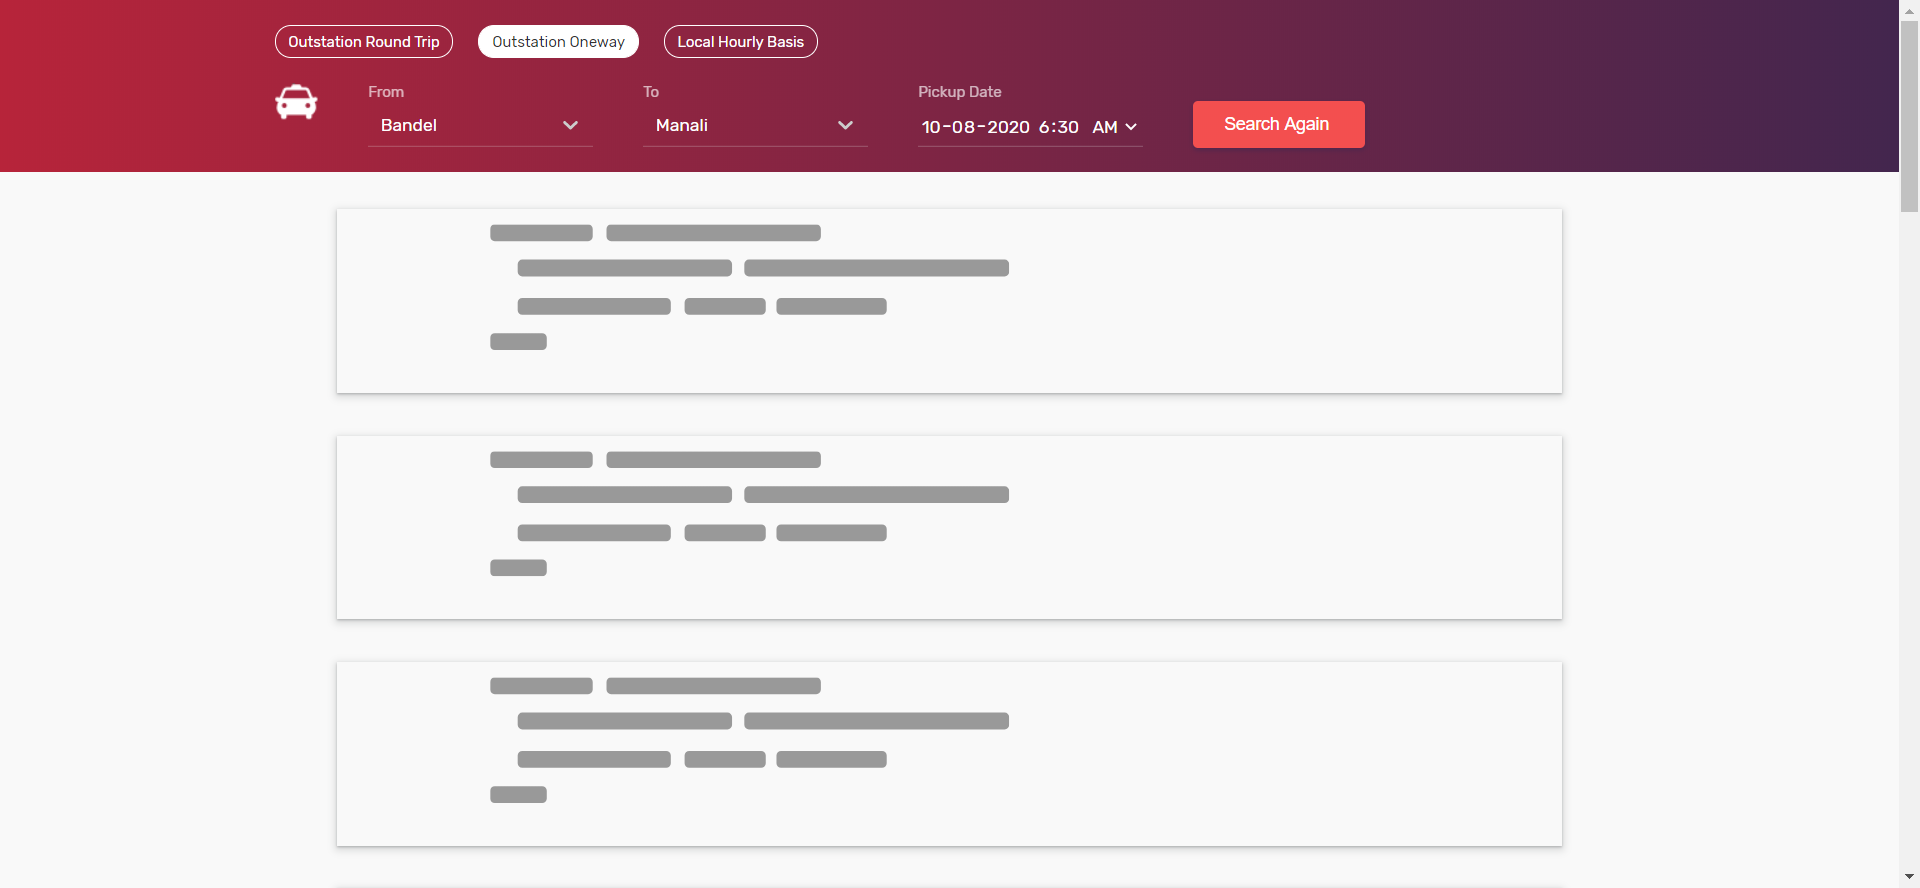 Outstation Round Trip
Outstation Oneway
Local Hourly Basis
From
Bandel
To
Manali
Pickup Date
10-08-2020 6:30 AM
Search Again